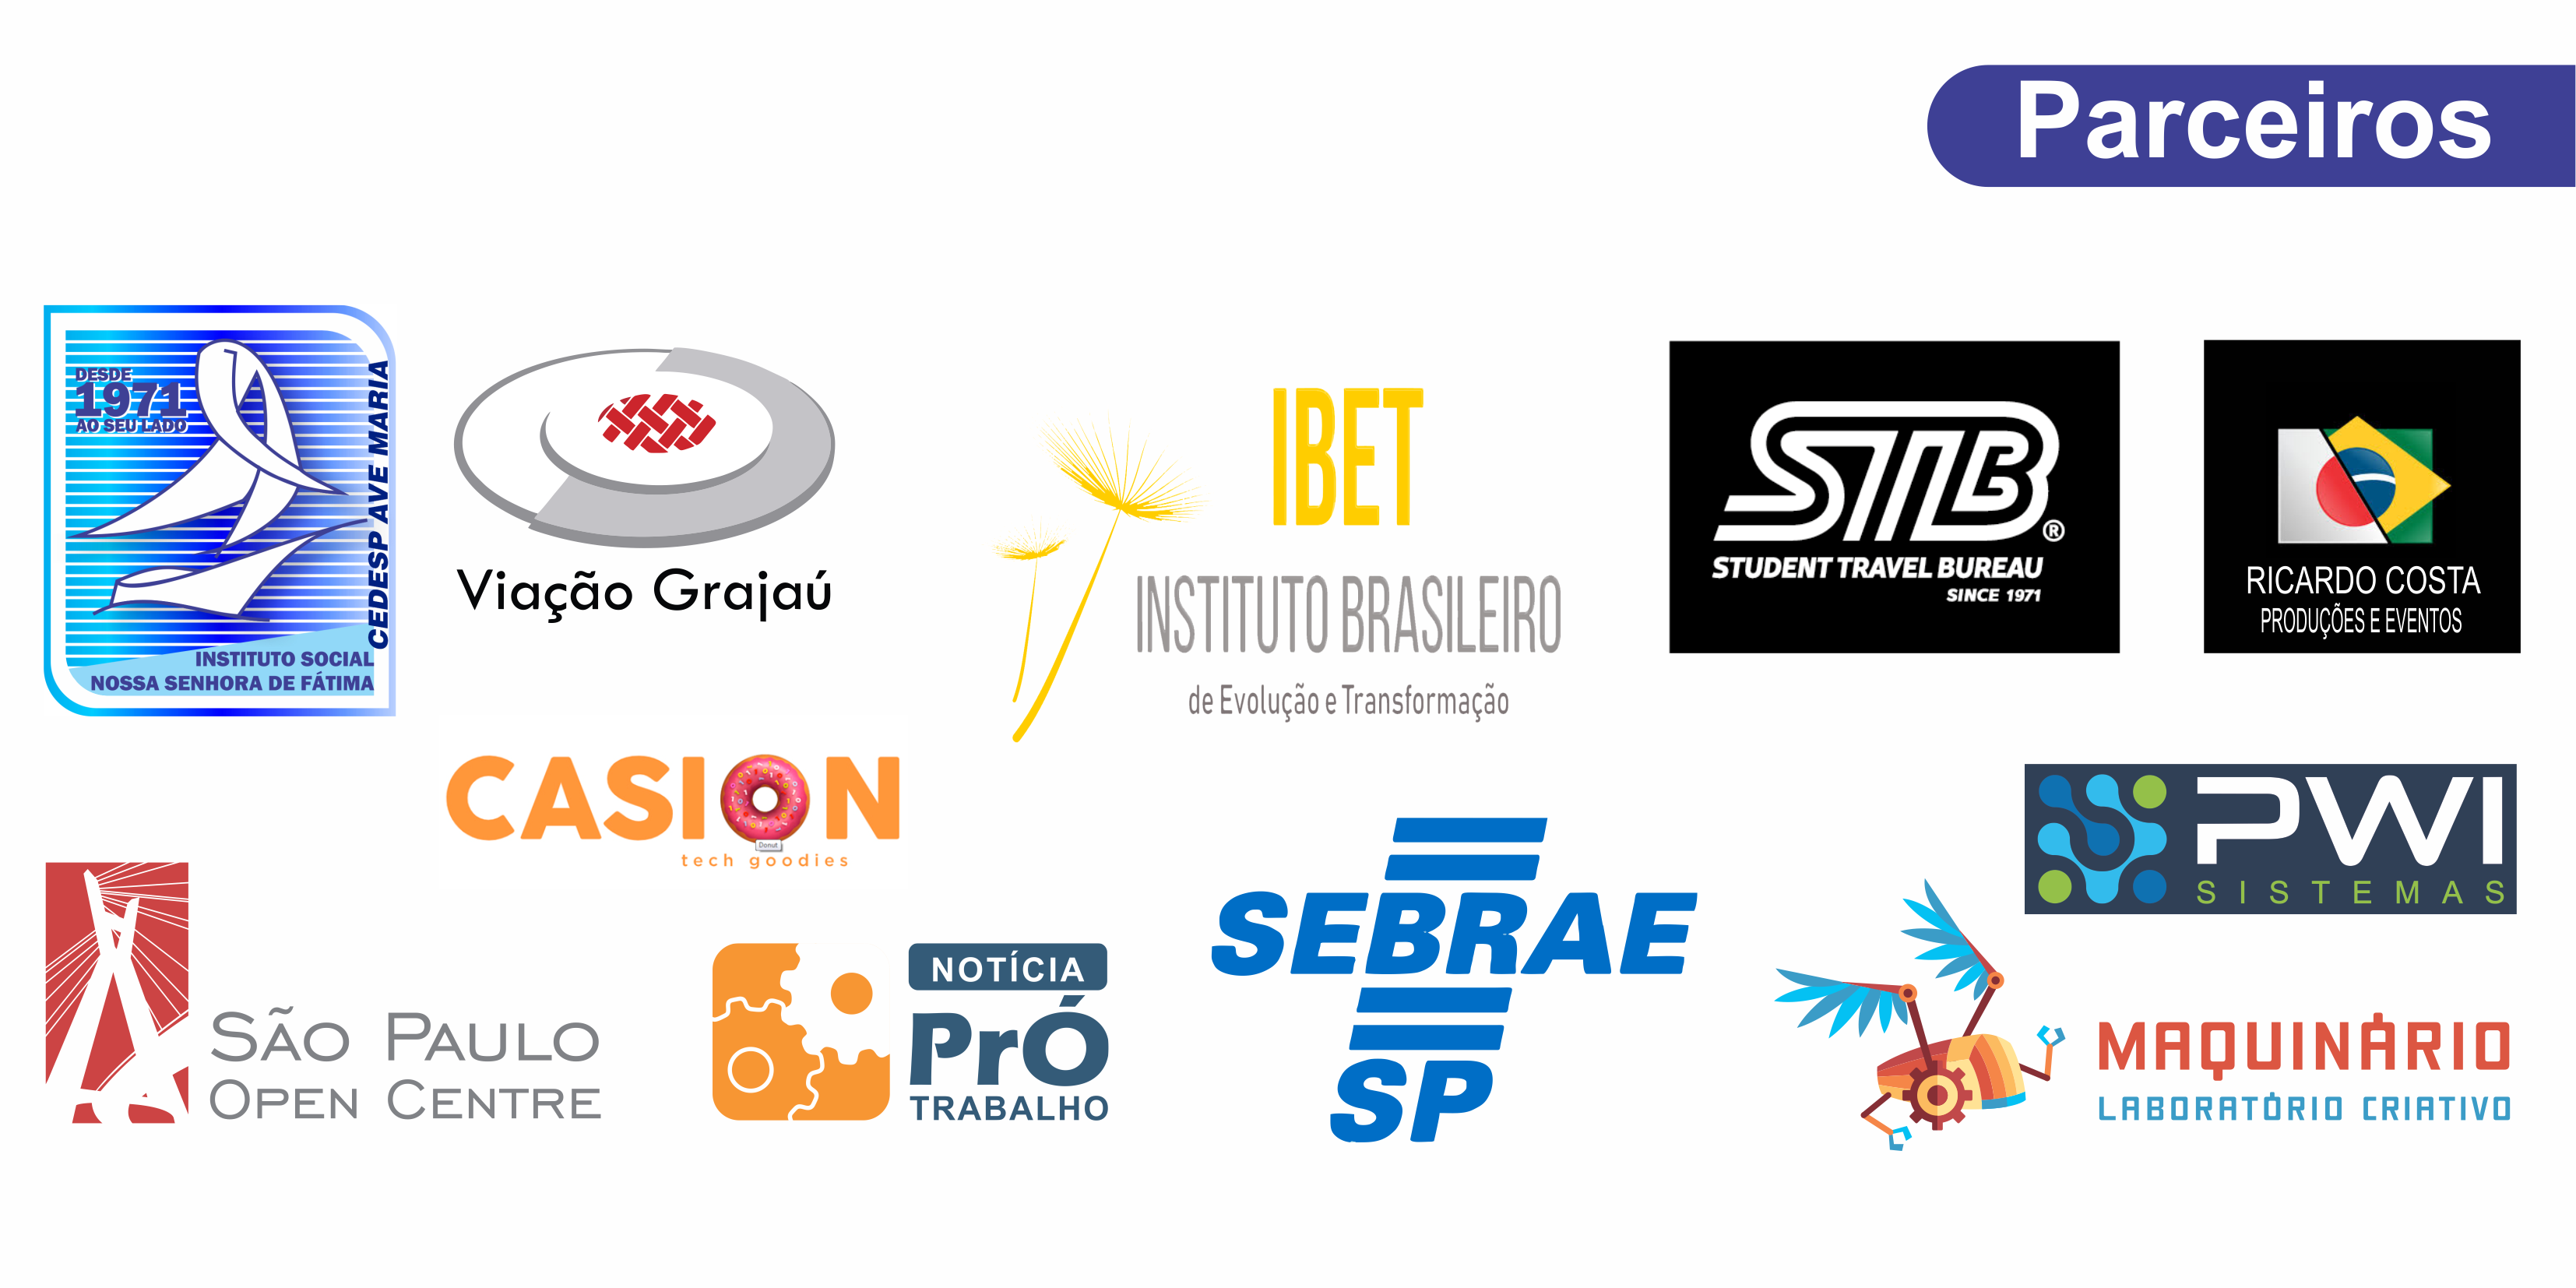 Parceiros
DESDE
1971
AO SEU LADO
CEDESP AVE MARIA
INSTITUTO SOCIAL
NOSSA SENHORA DE FÁTIMA
Viação Grajaú
IBET
INSTITUTO BRASILEIRO
de Evolução e Transformação
STB®
STUDENT TRAVEL BUREAU
SINCE 1971
RICARDO COSTA
PRODUÇÕES E EVENTOS
CASION
Donut
tech goodies
PWI
SISTEMAS
SÃO PAULO
OPEN CENTRE
NOTÍCIA
PrÓ
TRABALHO
SEBRAE
SP
MAQUINÁRIO
LABORATÓRIO CRIATIVO